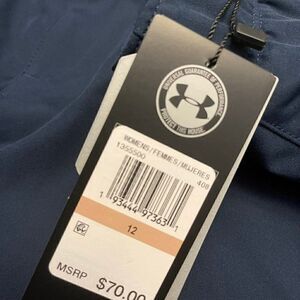 UNIVERSAL GUARANTEE OF PERFORMANCE
PROTECT THIS HOUSE
WOMENS/FEMMES/MUJERES
1355500 408
1 93444 97363 1
12
MSRP $70.00